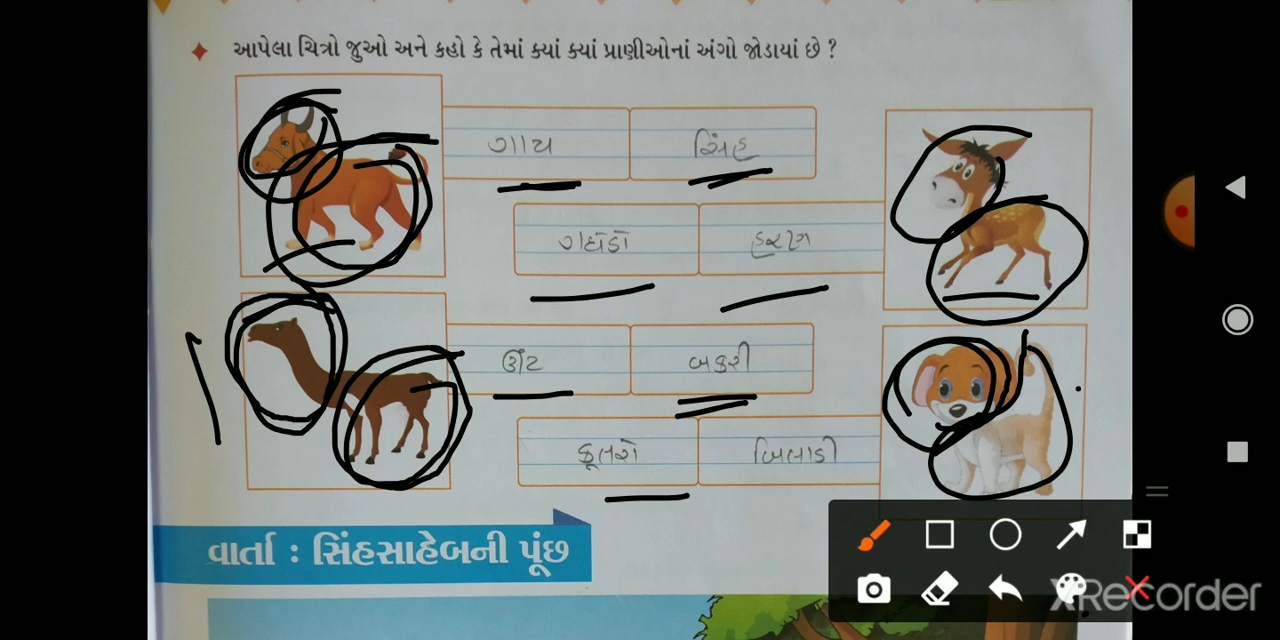 આપેલા ચિત્રો જુઓ અને કહો કે તેમાં ક્યાં ક્યાં પ્રાણીઓનાં અંગો જોડાયાં છે ?
ગાય સિંહ
ગધેડો હરણ
ઊંટ બકરી
કૂતરો બિલાડી
વાર્તા : સિંહસાહેબની પૂંછ
XRecorder